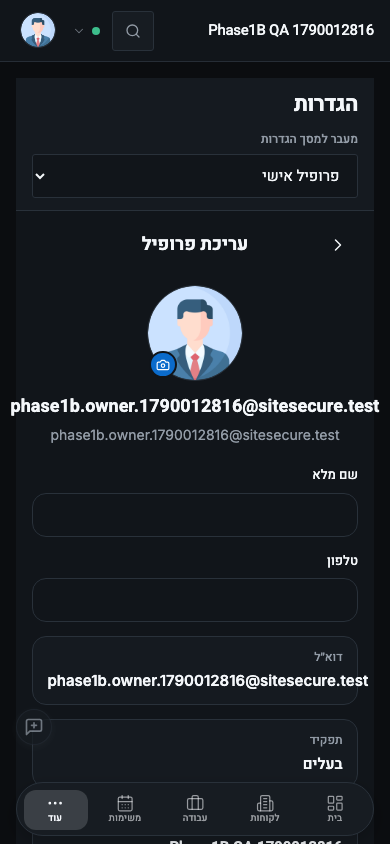 Phase1B QA 1790012816
הגדרות
מעבר למסך הגדרות
פרופיל אישי
עריכת פרופיל
phase1b.owner.1790012816@sitesecure.test
phase1b.owner.1790012816@sitesecure.test
שם מלא
טלפון
דוא״ל
phase1b.owner.1790012816@sitesecure.test
תפקיד
בעלים
בית
לקוחות
עבודה
משימות
עוד